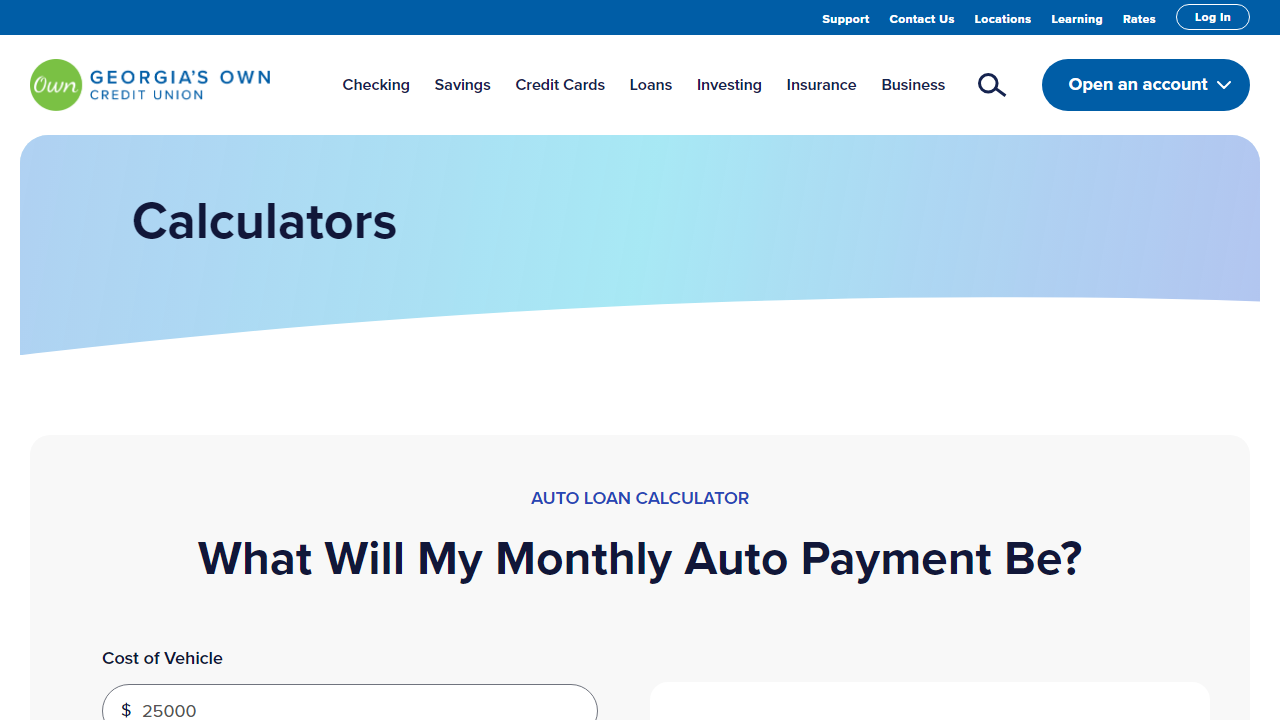 Support Contact Us Locations Learning Rates Log In
Own GEORGIA'S OWN
CREDIT UNION
Checking Savings Credit Cards Loans Investing Insurance Business Open an account
Calculators
AUTO LOAN CALCULATOR
What Will My Monthly Auto Payment Be?
Cost of Vehicle
$ 25000